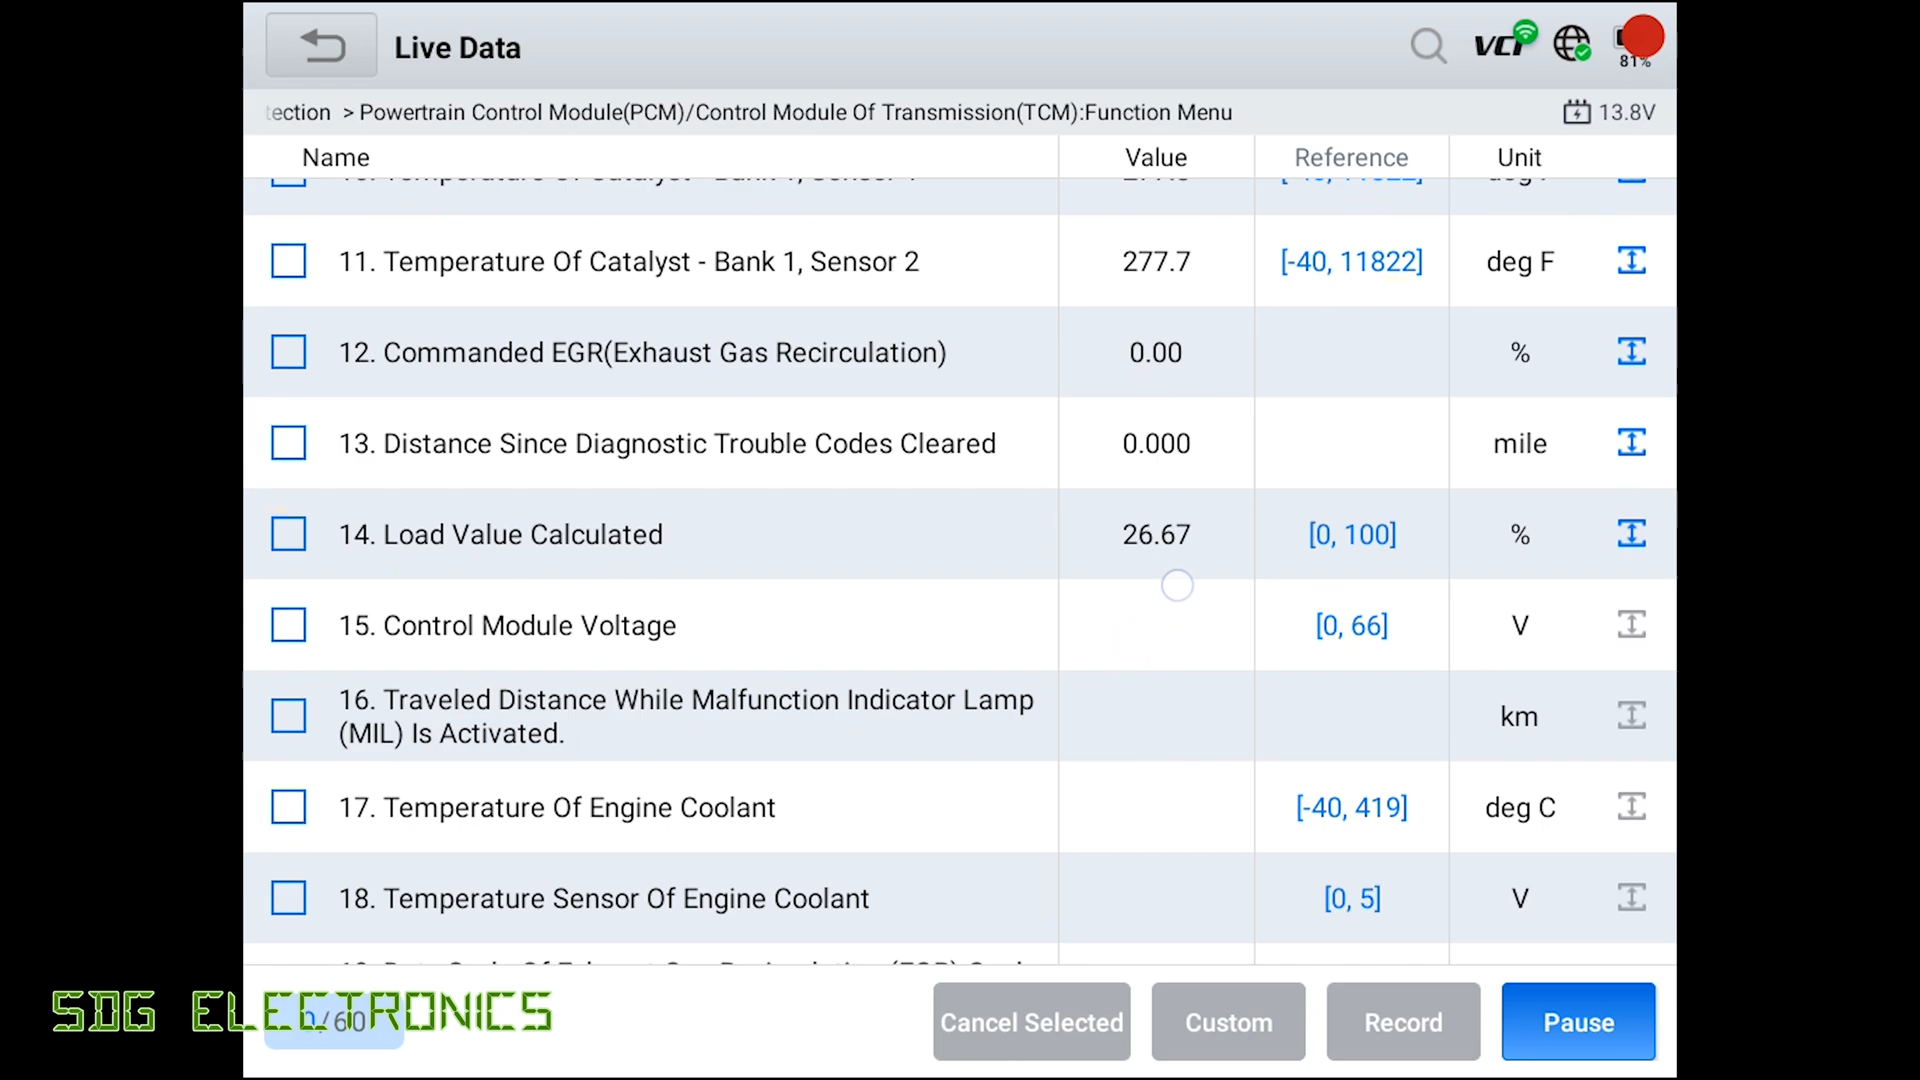 Live Data
VCI
81%
tection > Powertrain Control Module(PCM)/Control Module Of Transmission(TCM):Function Menu
13.8V
Name Value Reference Unit
11. Temperature Of Catalyst - Bank 1, Sensor 2 277.7 [-40, 11822] deg F
12. Commanded EGR(Exhaust Gas Recirculation) 0.00 %
13. Distance Since Diagnostic Trouble Codes Cleared 0.000 mile
14. Load Value Calculated 26.67 [0, 100] %
15. Control Module Voltage [0, 66] V
16. Traveled Distance While Malfunction Indicator Lamp
(MIL) Is Activated. km
17. Temperature Of Engine Coolant [-40, 419] deg C
18. Temperature Sensor Of Engine Coolant [0, 5] V
SDG ELECTRONICS
0/60
Cancel Selected Custom Record Pause